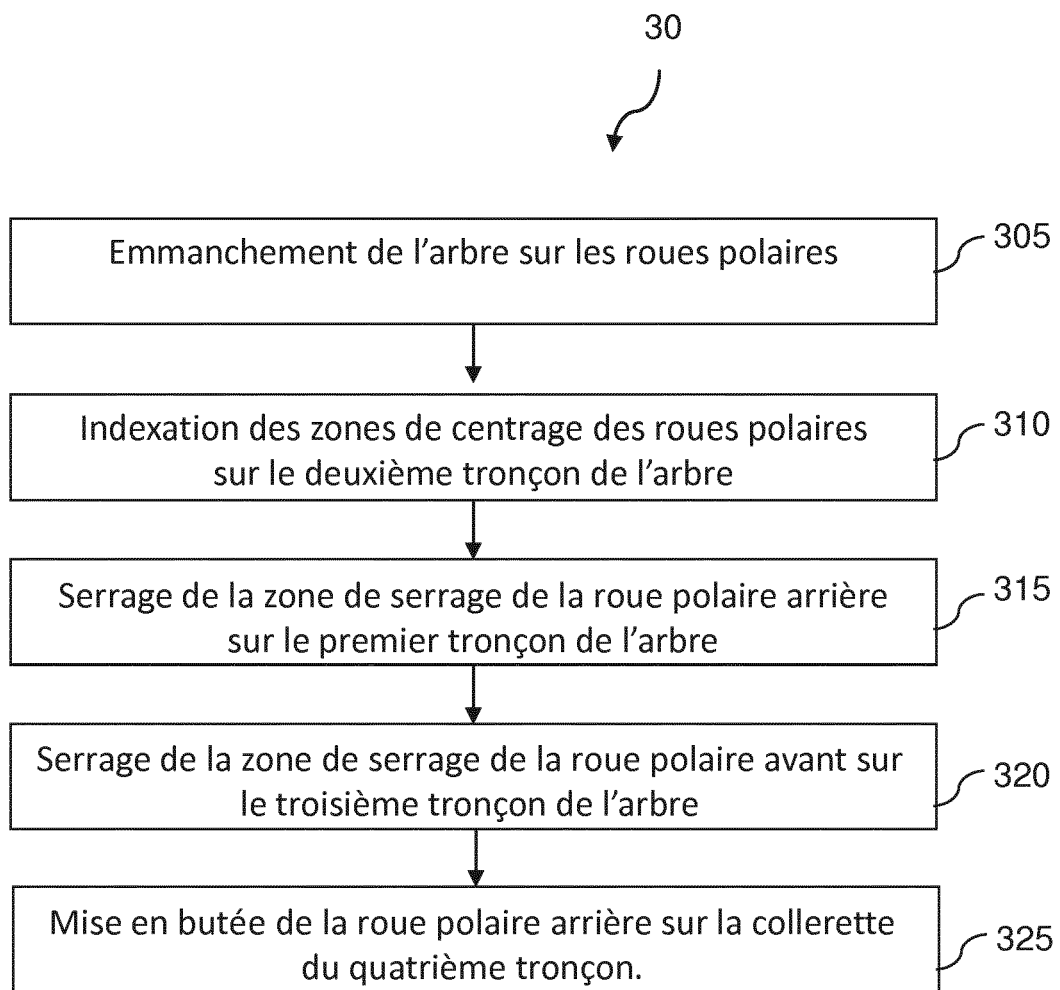 30
Emmanchement de l’arbre sur les roues polaires
305
Indexation des zones de centrage des roues polaires
sur le deuxième tronçon de l’arbre
310
Serrage de la zone de serrage de la roue polaire arrière
sur le premier tronçon de l’arbre
315
Serrage de la zone de serrage de la roue polaire avant sur
le troisième tronçon de l’arbre
320
Mise en butée de la roue polaire arrière sur la collerette
du quatrième tronçon.
325